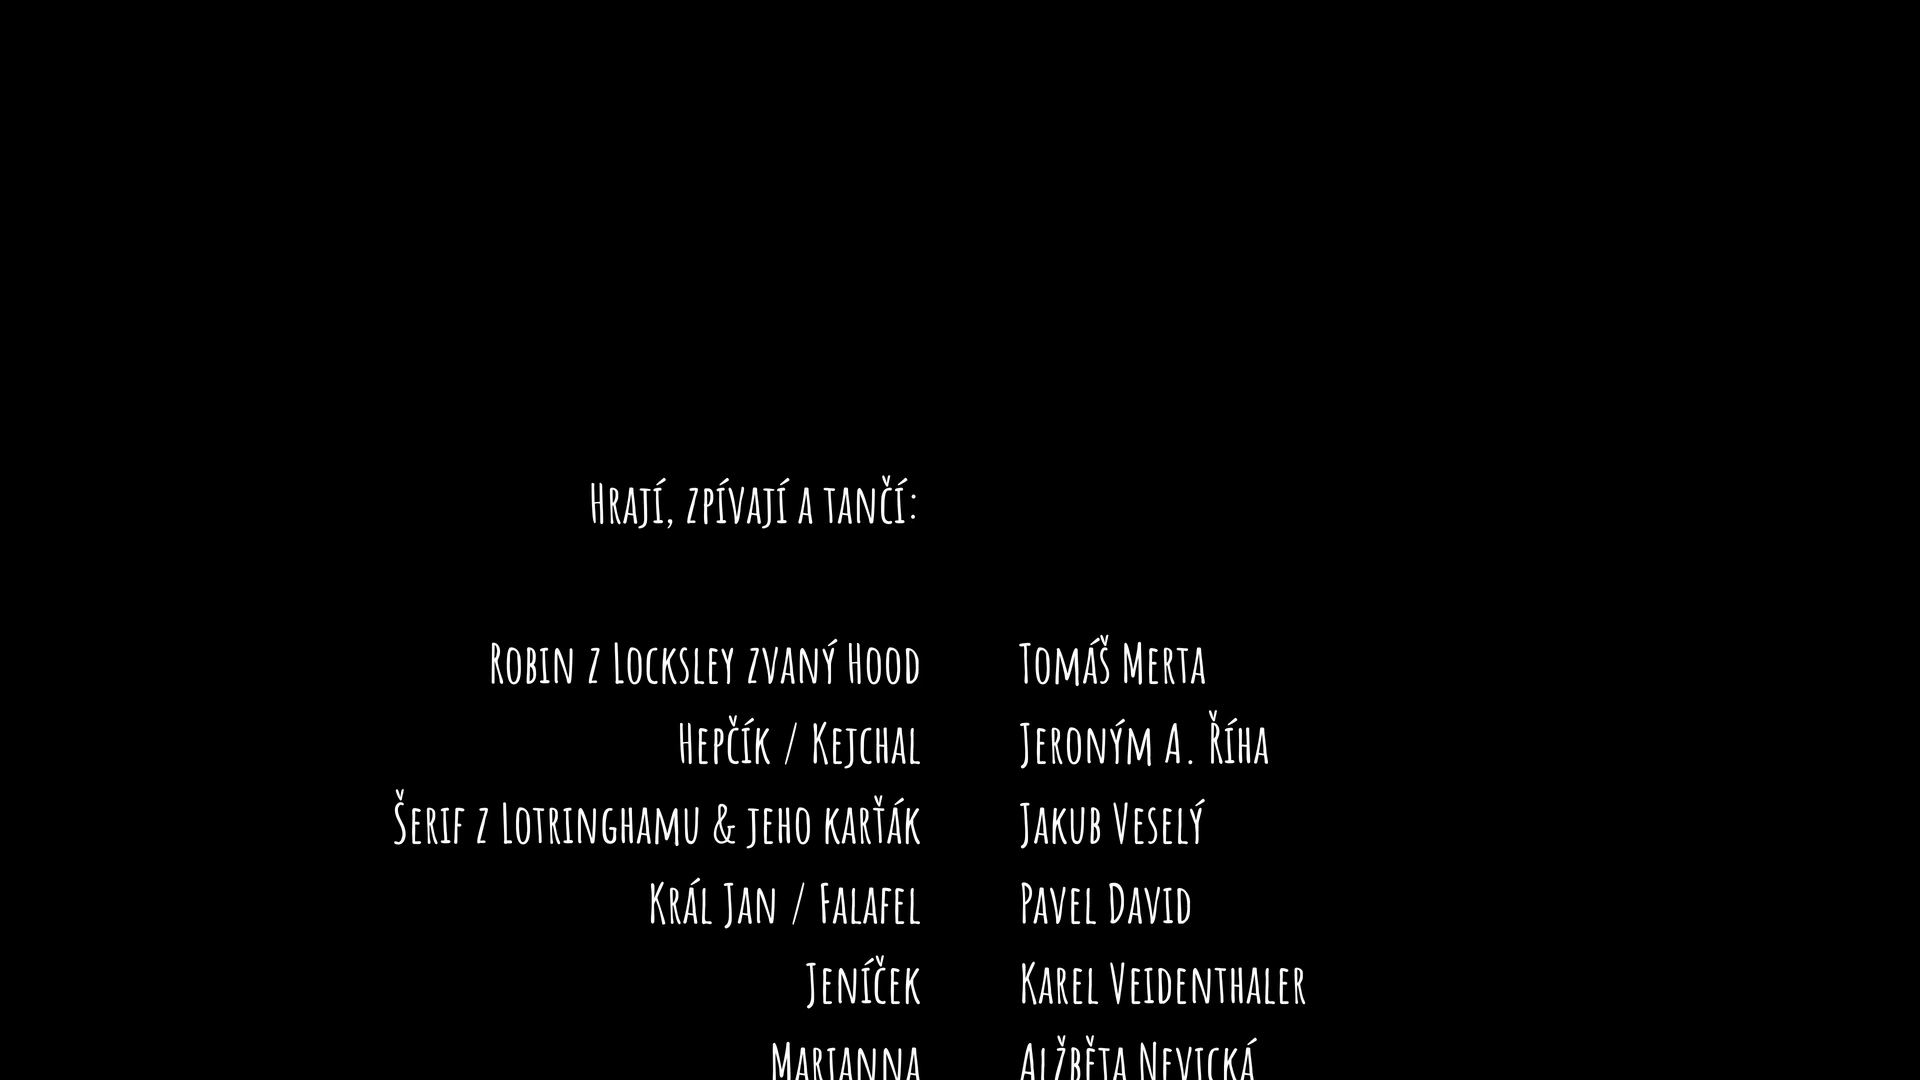 Hrají, zpívají a tančí:
Robin z Locksley zvaný Hood Tomáš Merta
Hepčík / Kejchal Jeroným A. Říha
Šerif z Lotringhamu & jeho karťák Jakub Veselý
Král Jan / Falafel Pavel David
Jeníček Karel Veidenthaler
Marianna Alžběta Nevická